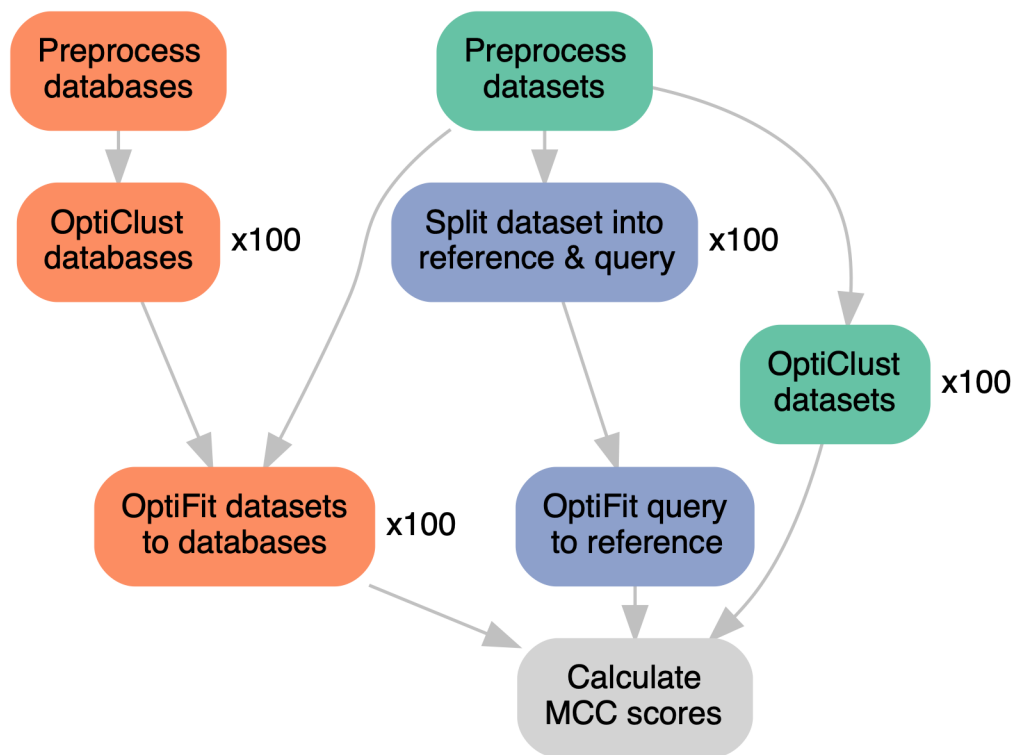 Preprocess
databases
Preprocess
datasets
OptiClust
databases
x100
Split dataset into
reference & query
x100
OptiClust
datasets
x100
OptiFit datasets
to databases
x100
OptiFit query
to reference
Calculate
MCC scores